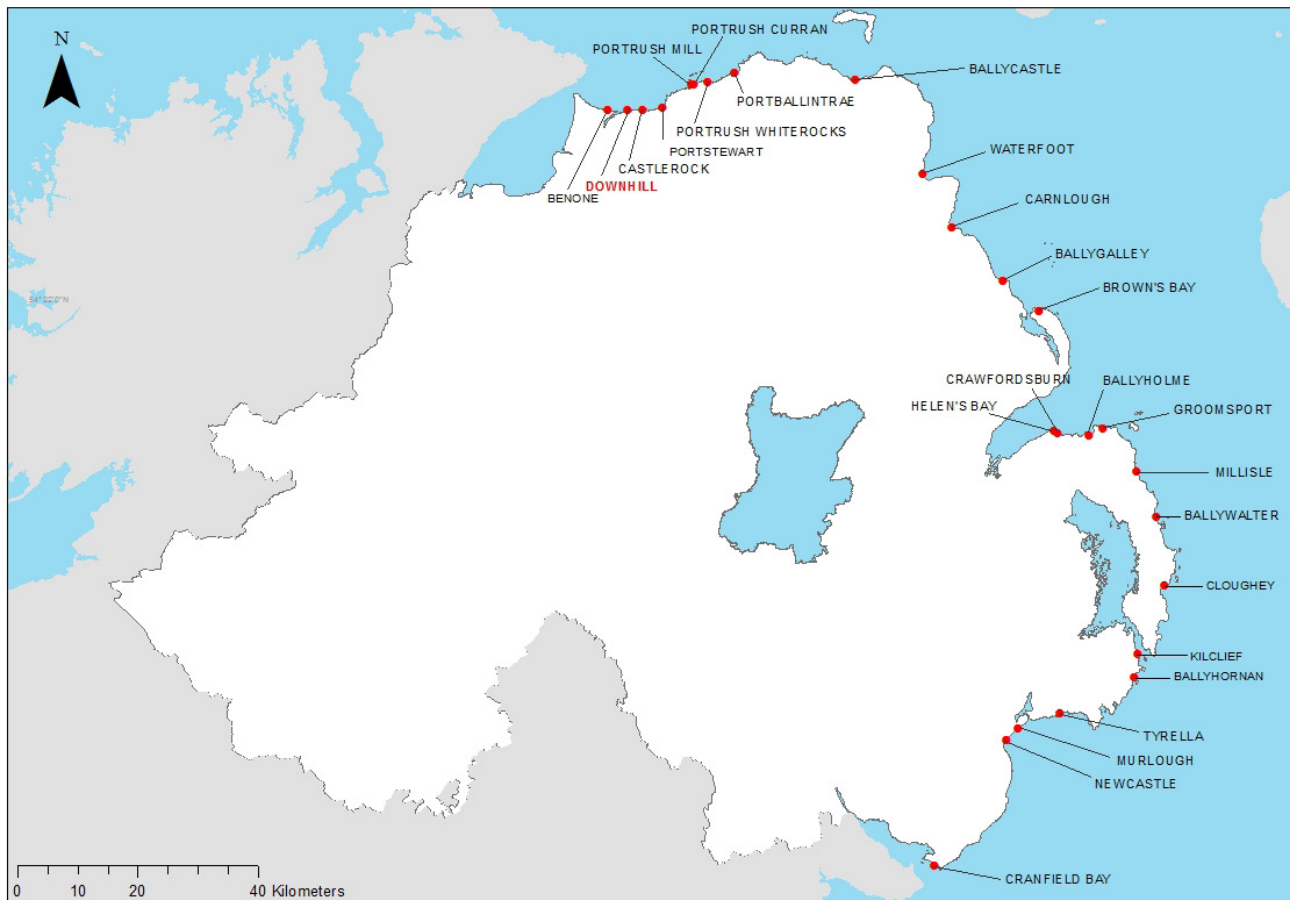 N
PORTRUSH CURRAN
PORTRUSH MILL
BALLYCASTLE
PORTBALLINTRAE
PORTRUSH WHITEROCKS
PORTSTEWART
CASTLEROCK
DOWNHILL
BENONE
WATERFOOT
CARNLOUGH
BALLYGALLEY
BROWN'S BAY
CRAWFORDSBURN
BALLYHOLME
HELEN'S BAY
GROOMSPORT
MILLISLE
BALLYWALTER
CLOUGHEY
KILCLIEF
BALLYHORNAN
TYRELLA
MURLOUGH
NEWCASTLE
CRANFIELD BAY
0 10 20 40 Kilometers